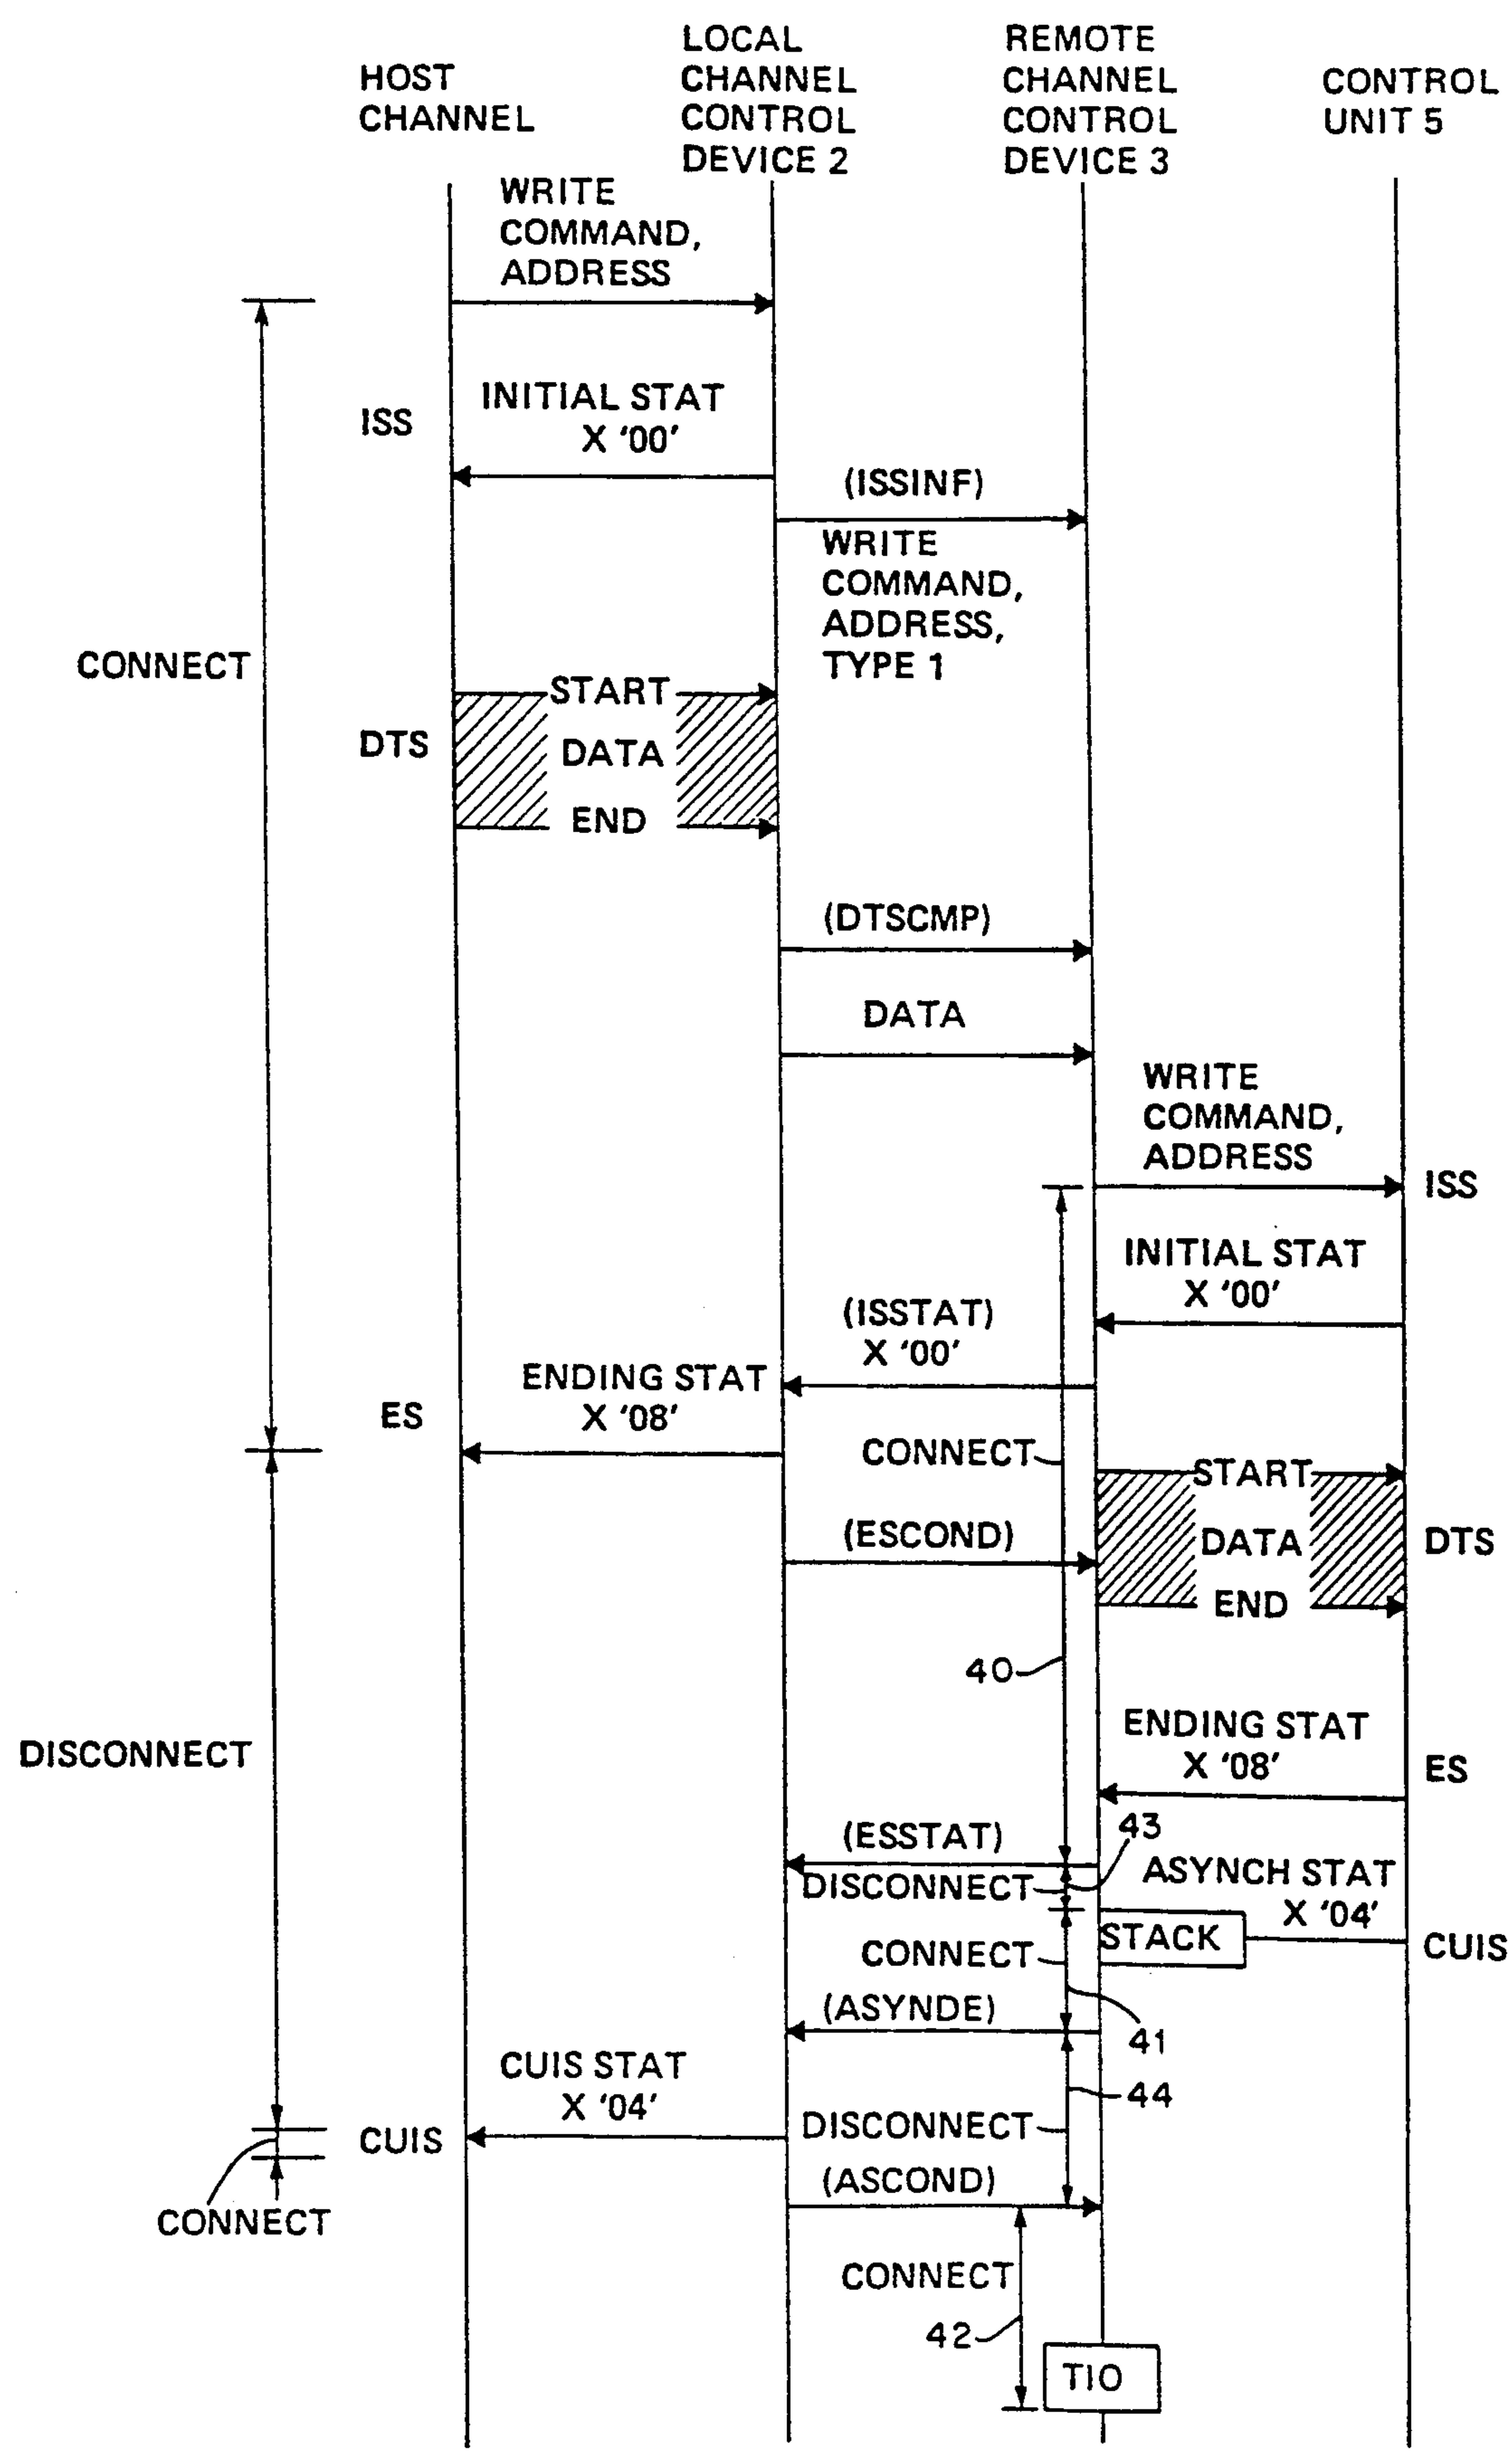 HOST
CHANNEL
LOCAL
CHANNEL
CONTROL
DEVICE 2
REMOTE
CHANNEL
CONTROL
DEVICE 3
CONTROL
UNIT 5
WRITE
COMMAND,
ADDRESS
ISS
INITIAL STAT
X '00'
(ISSINF)
WRITE
COMMAND,
ADDRESS,
TYPE 1
CONNECT
DTS
START
DATA
END
(DTSCMP)
DATA
WRITE
COMMAND,
ADDRESS
ISS
INITIAL STAT
X '00'
(ISSTAT)
X '00'
ENDING STAT
X '08'
ES
CONNECT
START
DATA
END
DTS
(ESCOND)
40
DISCONNECT
ENDING STAT
X '08'
ES
(ESSTAT)
43
DISCONNECT
ASYNCH STAT
X '04'
STACK
CUIS
CONNECT
(ASYNDE)
41
CUIS STAT
X '04'
44
CUIS
DISCONNECT
(ASCOND)
CONNECT
CONNECT
42
TIO